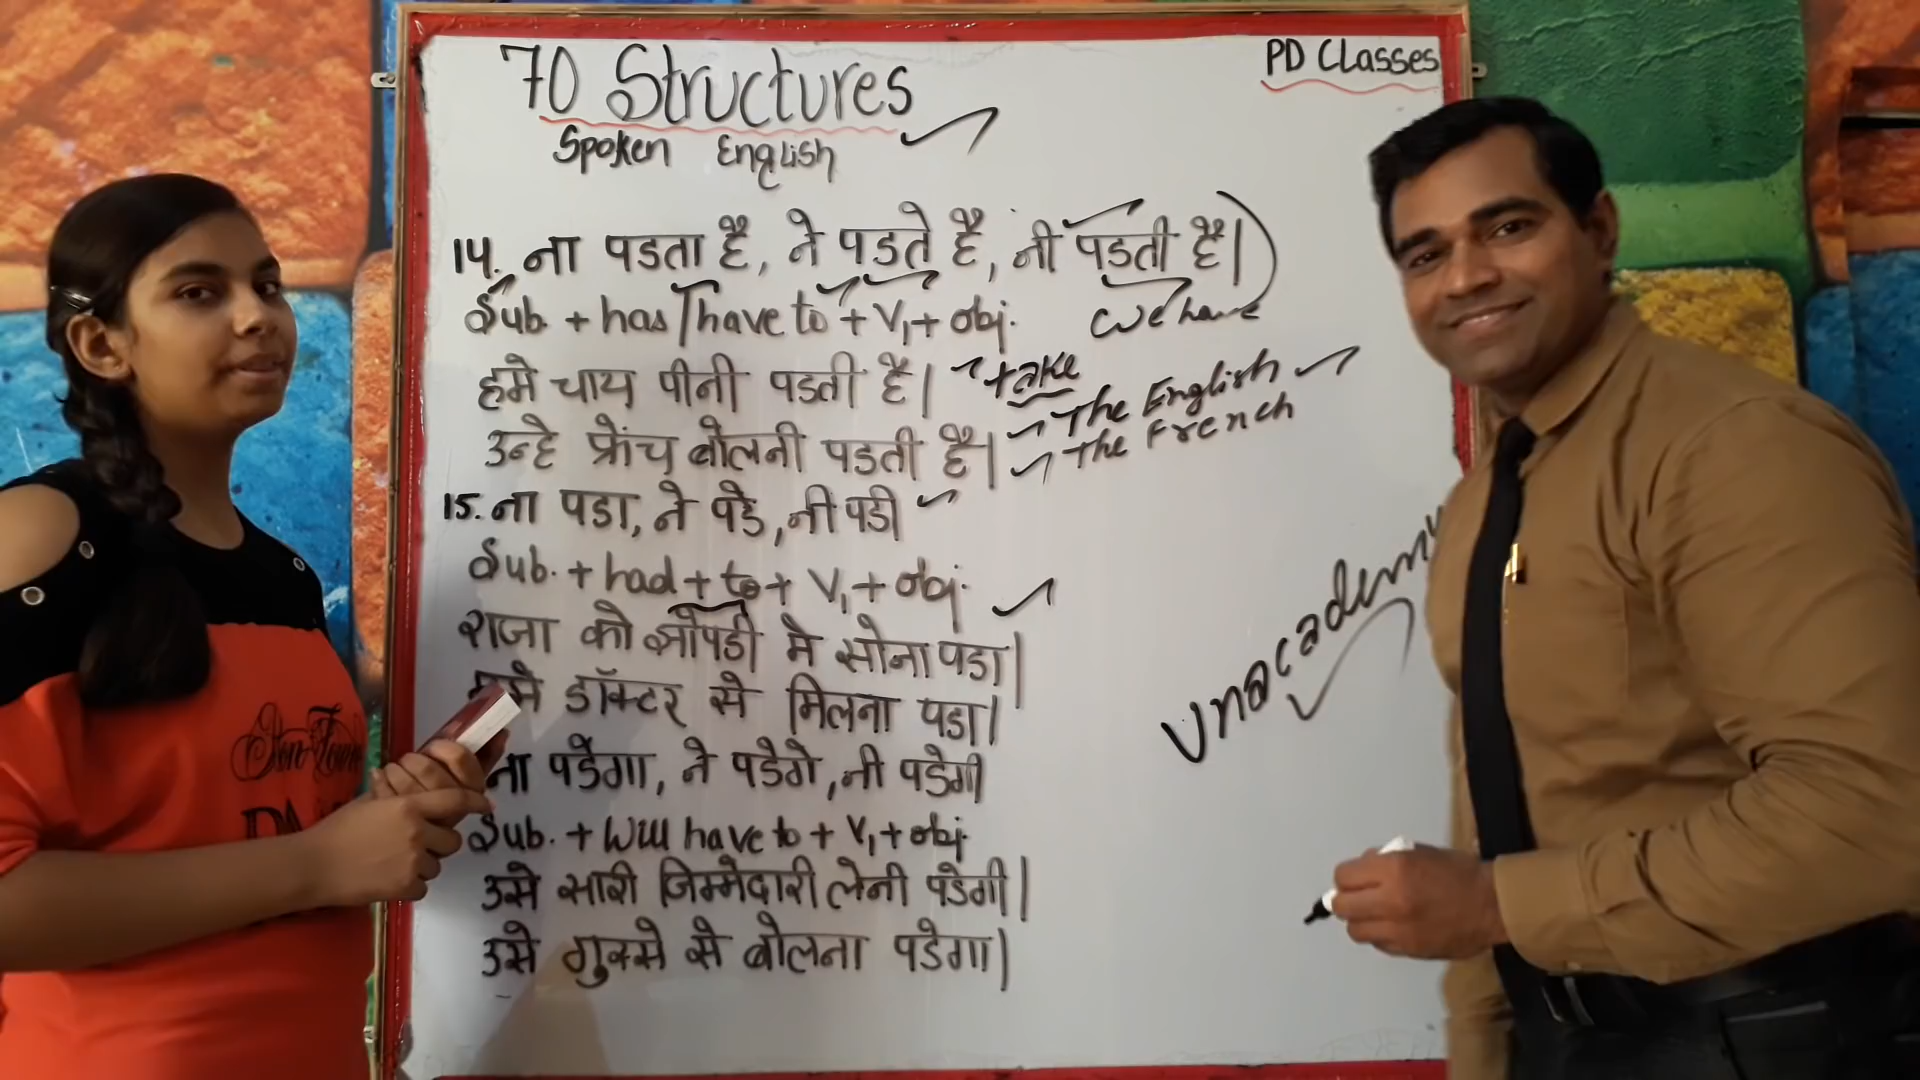 70 Structures
Spoken English
PD Classes
14. ना पडता है, ने पडते है, नी पडती है|
Sub. + has/have to + V₁ + obj. We have
हमे चाय पीनी पडती है| take
The English
उन्हे फ्रेंच बोलनी पडती है| The French
15. ना पडा, ने पडे, नी पडी
Sub. + had + to + V₁ + obj.
राजा को झोपडी मे सोना पडा|
डॉक्टर से मिलना पडा|
Unacademy
ना पडेगा, ने पडेगे, नी पडेगी
Sub. + Will have to + V₁ + obj.
उसे सारी जिम्मेदारी लेनी पडेगी|
उसे गुस्से से बोलना पडेगा|